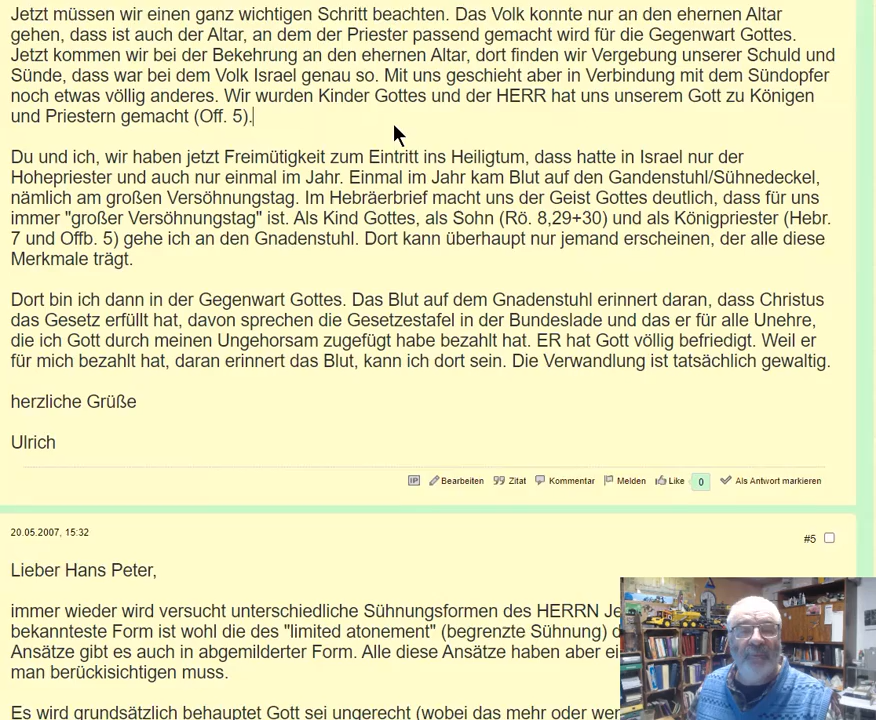 Jetzt müssen wir einen ganz wichtigen Schritt beachten. Das Volk konnte nur an den ehernen Altar
gehen, dass ist auch der Altar, an dem der Priester passend gemacht wird für die Gegenwart Gottes.
Jetzt kommen wir bei der Bekehrung an den ehernen Altar, dort finden wir Vergebung unserer Schuld und
Sünde, dass war bei dem Volk Israel genau so. Mit uns geschieht aber in Verbindung mit dem Sündopfer
noch etwas völlig anderes. Wir wurden Kinder Gottes und der HERR hat uns unserem Gott zu Königen
und Priestern gemacht (Off. 5).
Du und ich, wir haben jetzt Freimütigkeit zum Eintritt ins Heiligtum, dass hatte in Israel nur der
Hohepriester und auch nur einmal im Jahr. Einmal im Jahr kam Blut auf den Gandenstuhl/Sühnedeckel,
nämlich am großen Versöhnungstag. Im Hebräerbrief macht uns der Geist Gottes deutlich, dass für uns
immer "großer Versöhnungstag" ist. Als Kind Gottes, als Sohn (Rö. 8,29+30) und als Königpriester (Hebr.
7 und Offb. 5) gehe ich an den Gnadenstuhl. Dort kann überhaupt nur jemand erscheinen, der alle diese
Merkmale trägt.
Dort bin ich dann in der Gegenwart Gottes. Das Blut auf dem Gnadenstuhl erinnert daran, dass Christus
das Gesetz erfüllt hat, davon sprechen die Gesetzestafel in der Bundeslade und das er für alle Unehre,
die ich Gott durch meinen Ungehorsam zugefügt habe bezahlt hat. ER hat Gott völlig befriedigt. Weil er
für mich bezahlt hat, daran erinnert das Blut, kann ich dort sein. Die Verwandlung ist tatsächlich gewaltig.
herzliche Grüße
Ulrich
IP Bearbeiten Zitat Kommentar Melden Like 0 Als Antwort markieren
20.05.2007, 15:32
#5
Lieber Hans Peter,
immer wieder wird versucht unterschiedliche Sühnungsformen des HERRN
bekannteste Form ist wohl die des "limited atonement" (begrenzte Sühnung)
Ansätze gibt es auch in abgemilderter Form. Alle diese Ansätze haben aber
man berückisichtigen muss.
Es wird grundsätzlich behauptet Gott sei ungerecht (wobei das mehr oder